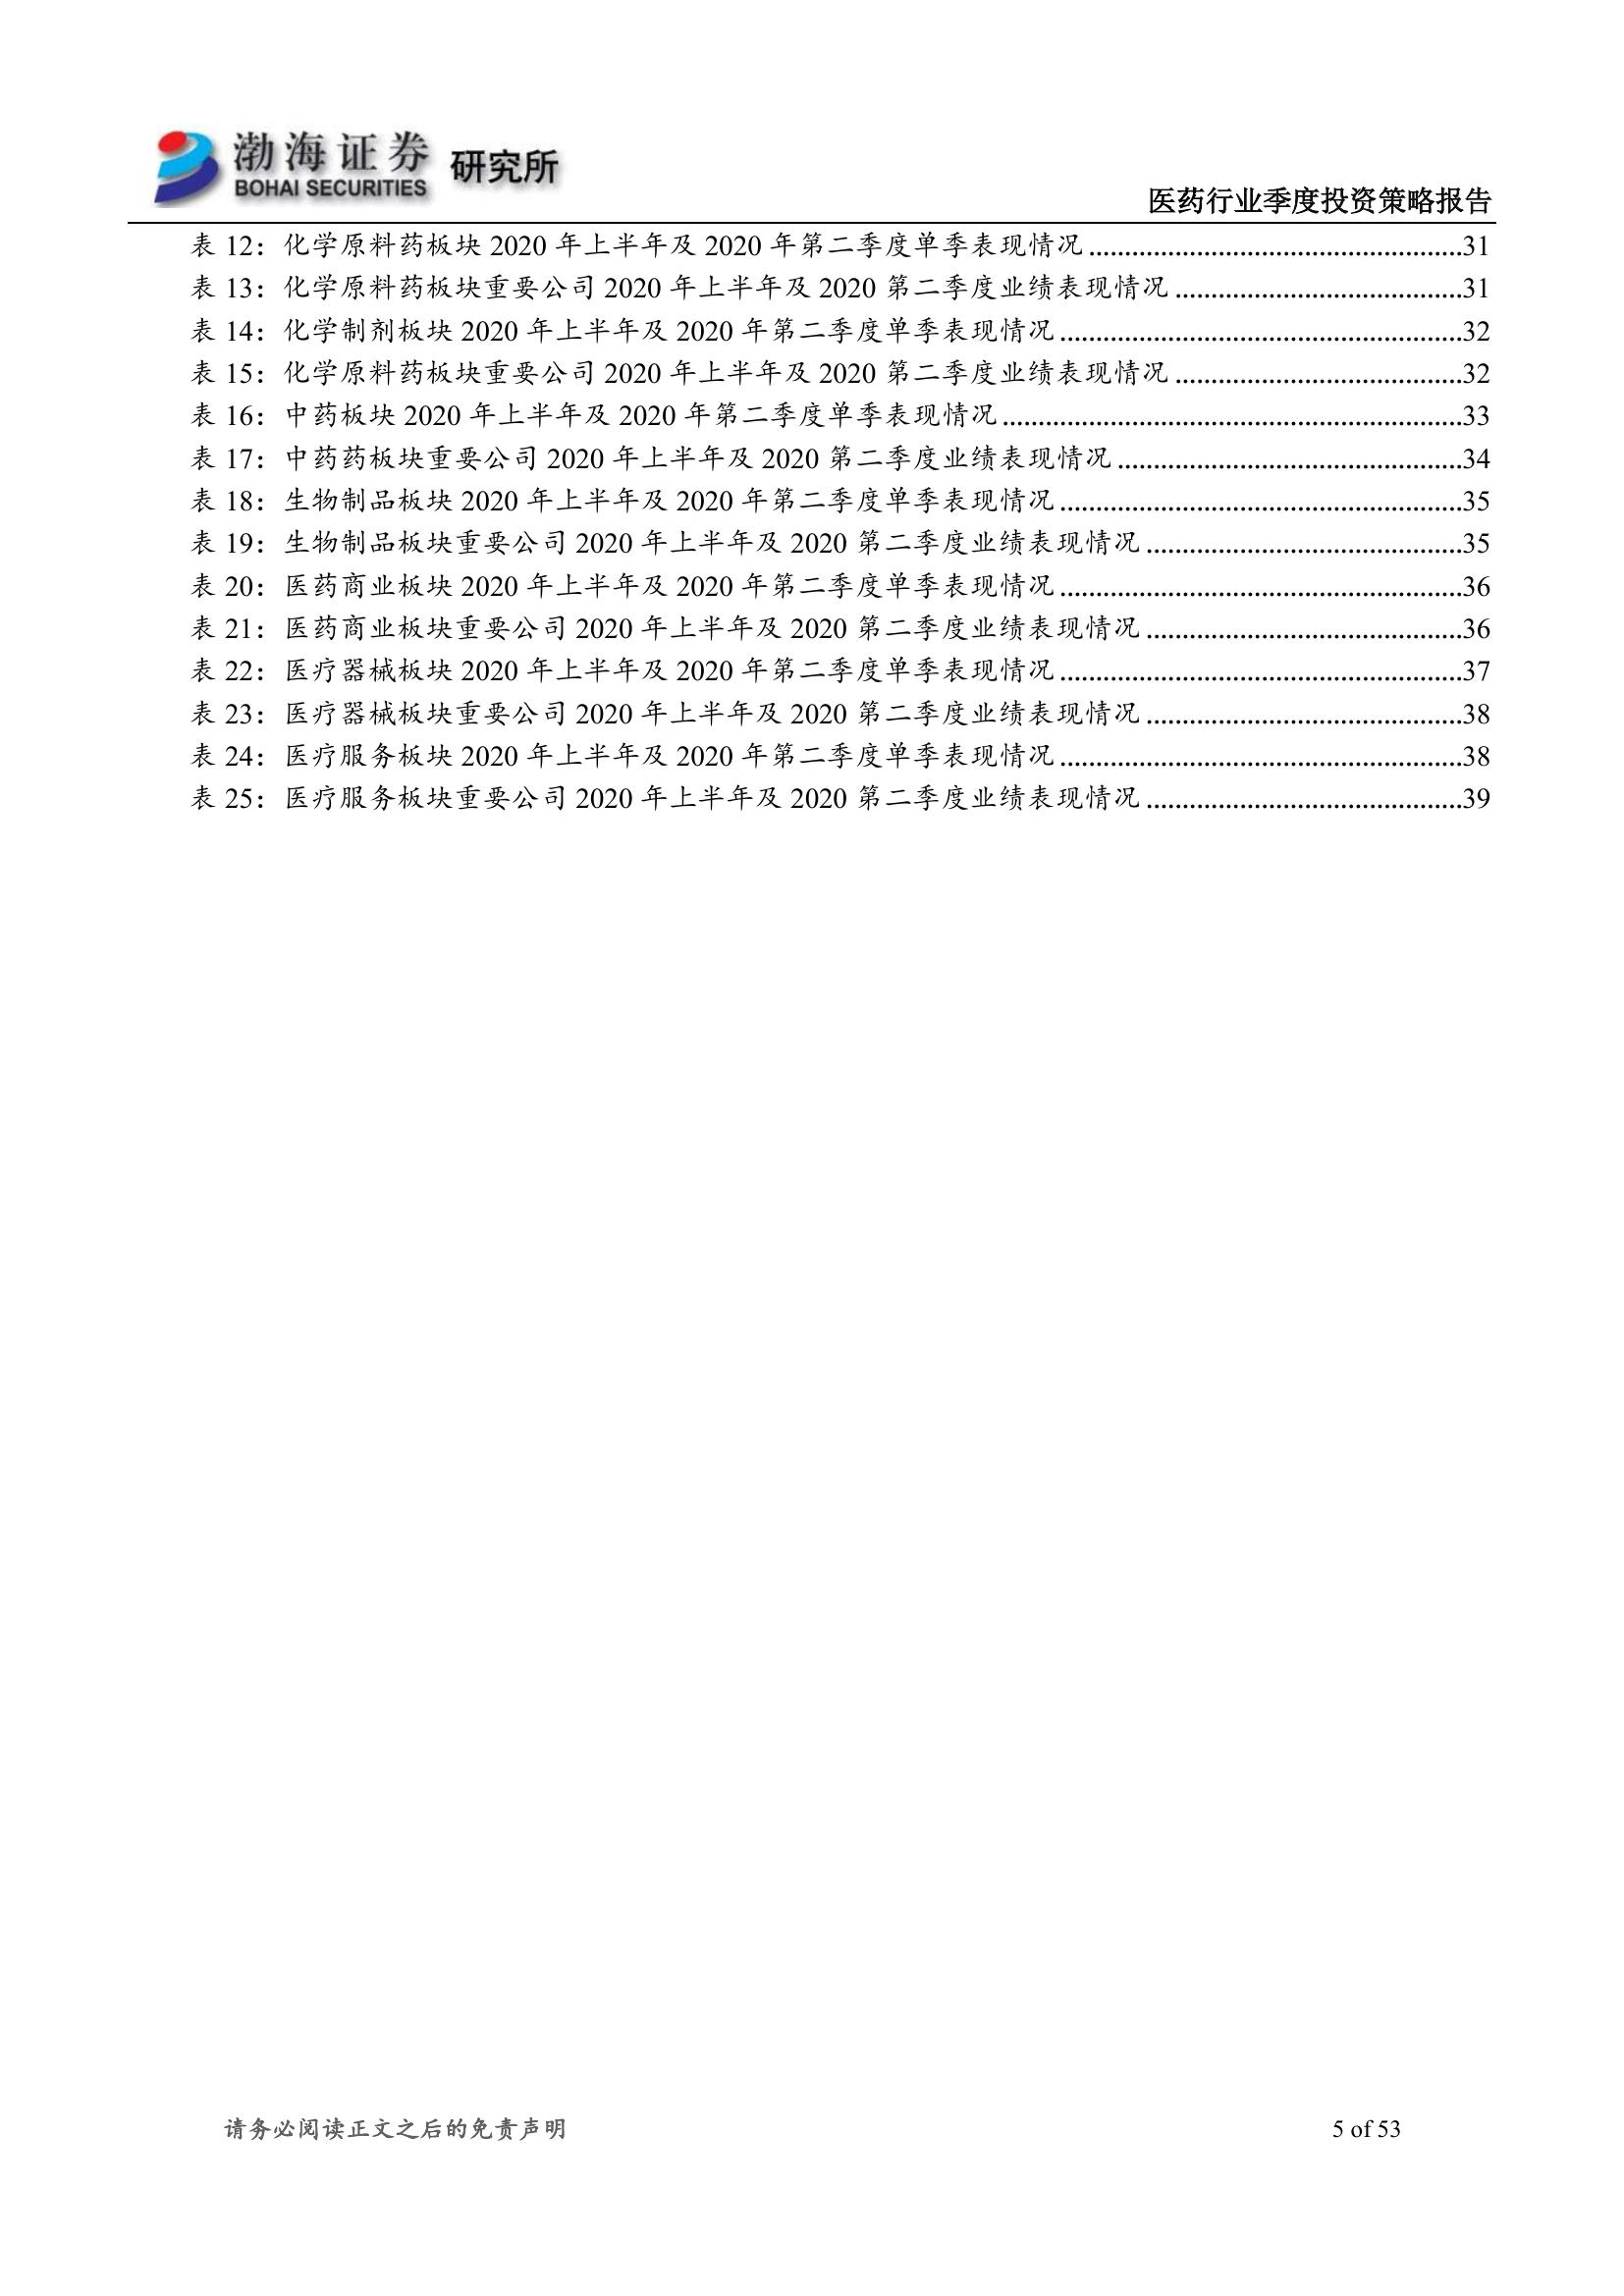 渤海证券 研究所
BOHAI SECURITIES
医药行业季度投资策略报告
表 12：化学原料药板块 2020 年上半年及 2020 年第二季度单季表现情况....................................................31
表 13：化学原料药板块重要公司 2020 年上半年及 2020 第二季度业绩表现情况........................................31
表 14：化学制剂板块 2020 年上半年及 2020 年第二季度单季表现情况........................................................32
表 15：化学原料药板块重要公司 2020 年上半年及 2020 第二季度业绩表现情况........................................32
表 16：中药板块 2020 年上半年及 2020 年第二季度单季表现情况................................................................33
表 17：中药药板块重要公司 2020 年上半年及 2020 第二季度业绩表现情况................................................34
表 18：生物制品板块 2020 年上半年及 2020 年第二季度单季表现情况........................................................35
表 19：生物制品板块重要公司 2020 年上半年及 2020 第二季度业绩表现情况............................................35
表 20：医药商业板块 2020 年上半年及 2020 年第二季度单季表现情况........................................................36
表 21：医药商业板块重要公司 2020 年上半年及 2020 第二季度业绩表现情况............................................36
表 22：医疗器械板块 2020 年上半年及 2020 年第二季度单季表现情况........................................................37
表 23：医疗器械板块重要公司 2020 年上半年及 2020 第二季度业绩表现情况............................................38
表 24：医疗服务板块 2020 年上半年及 2020 年第二季度单季表现情况........................................................38
表 25：医疗服务板块重要公司 2020 年上半年及 2020 第二季度业绩表现情况............................................39
请务必阅读正文之后的免责声明
5 of 53